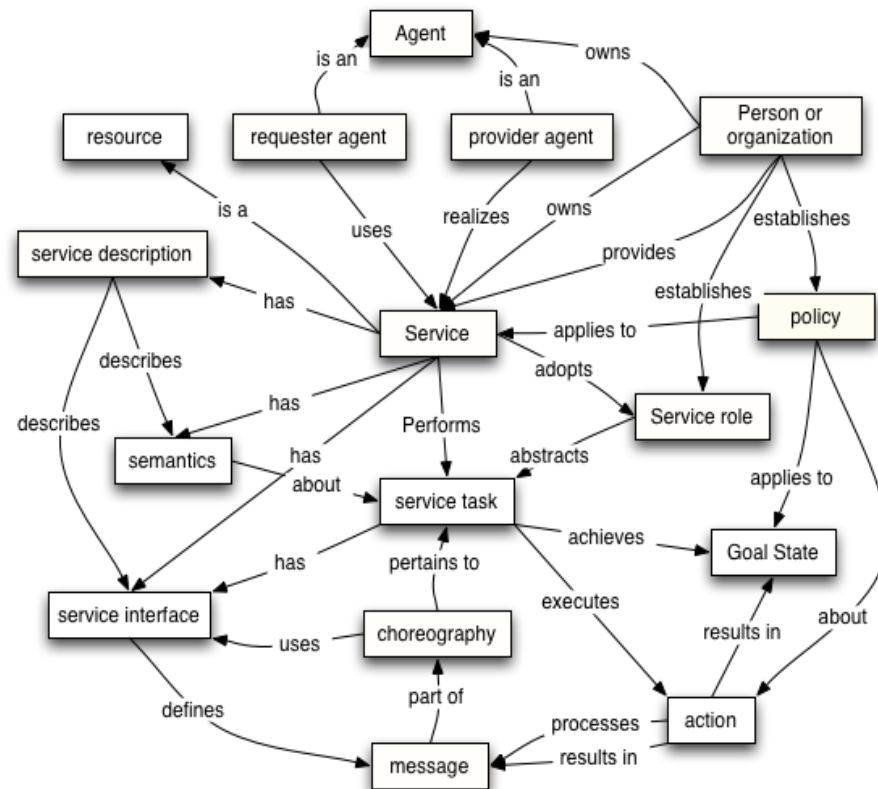 Agent
is an
owns
is an
resource
requester agent
provider agent
Person or
organization
is a
uses
realizes
owns
establishes
service description
provides
has
establishes
Service
applies to
policy
describes
adopts
has
Service role
describes
Performs
semantics
has
abstracts
about
service task
applies to
achieves
Goal State
has
pertains to
executes
service interface
choreography
uses
results in
about
part of
defines
processes
action
message
results in